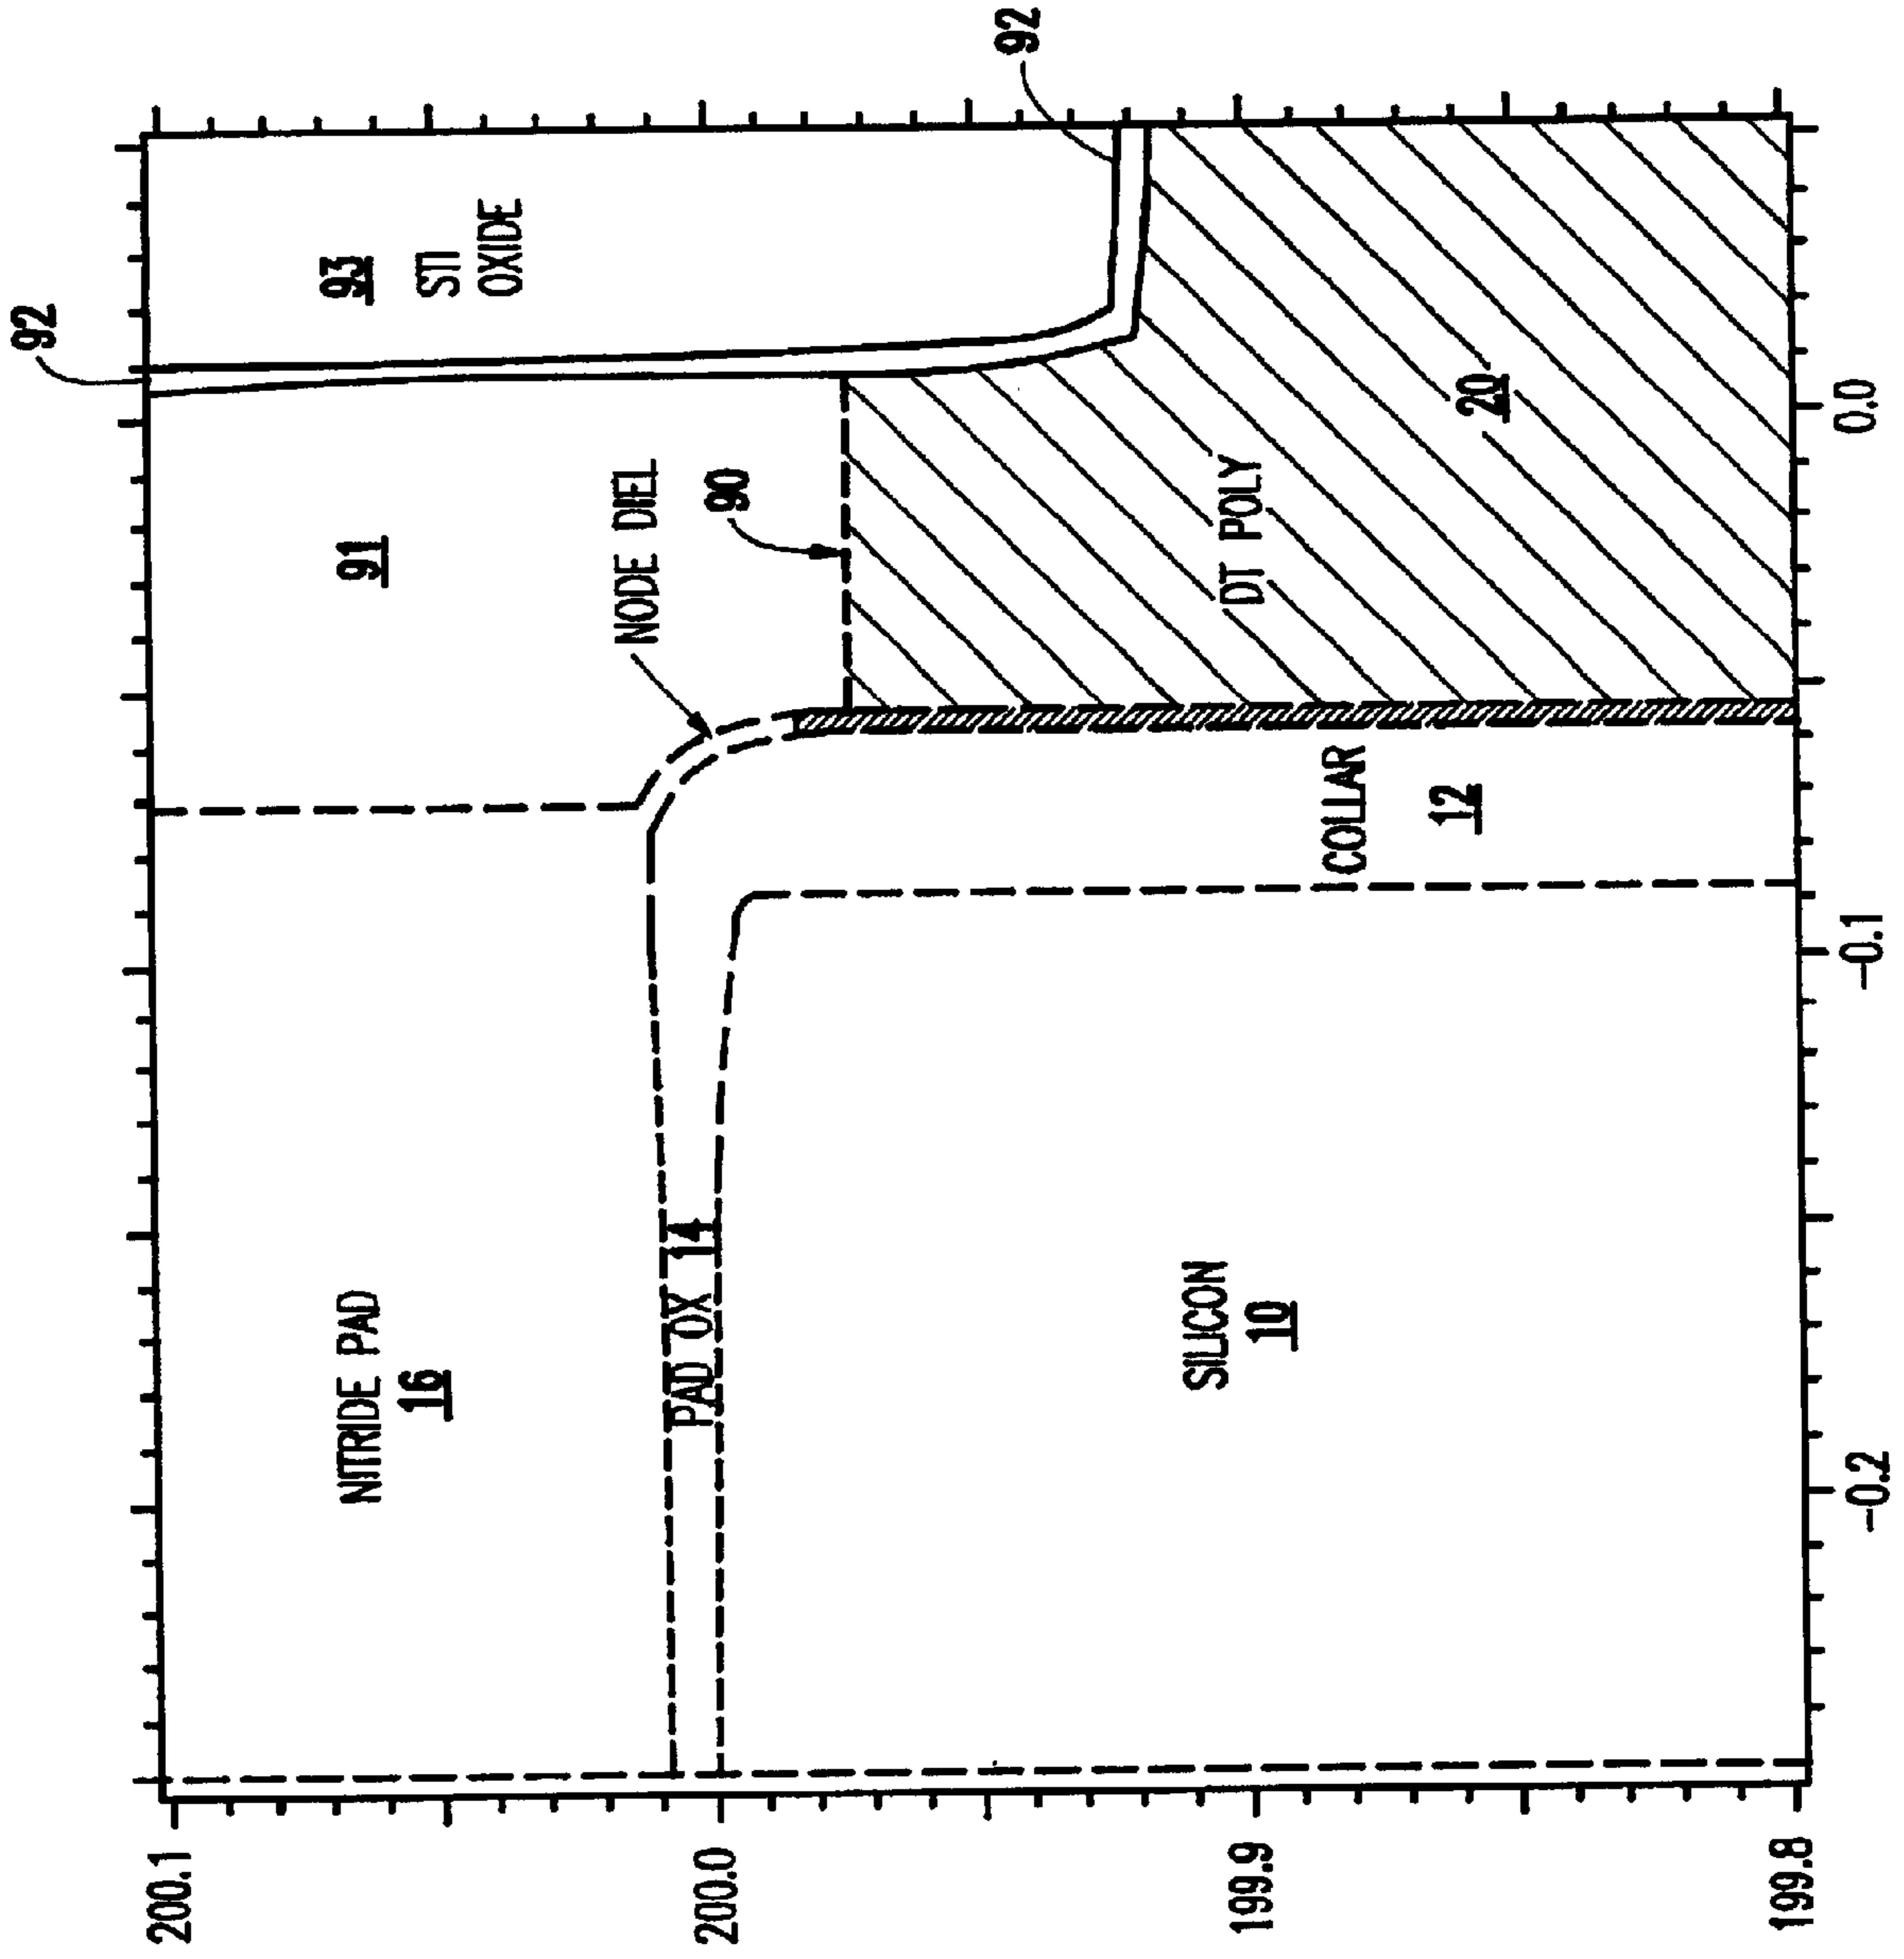 92
93
STI
OXIDE
92
91
NODE DIEL
90
NITRIDE PAD
16
PAD OX 14
DT POLY
20
COLLAR
12
SILICON
10
200.1
200.0
199.9
199.8
-0.2
-0.1
0.0